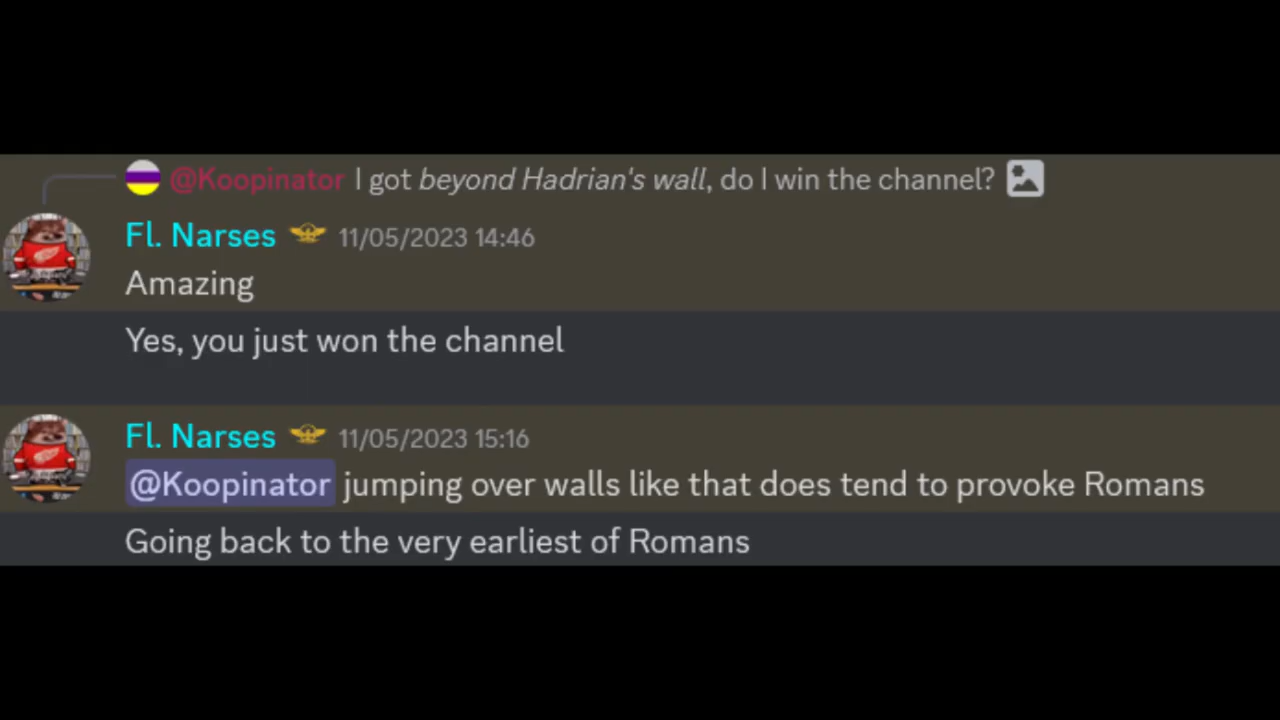 @Koopinator I got beyond Hadrian's wall, do I win the channel?
Fl. Narses 11/05/2023 14:46
Amazing
Yes, you just won the channel
Fl. Narses 11/05/2023 15:16
@Koopinator jumping over walls like that does tend to provoke Romans
Going back to the very earliest of Romans